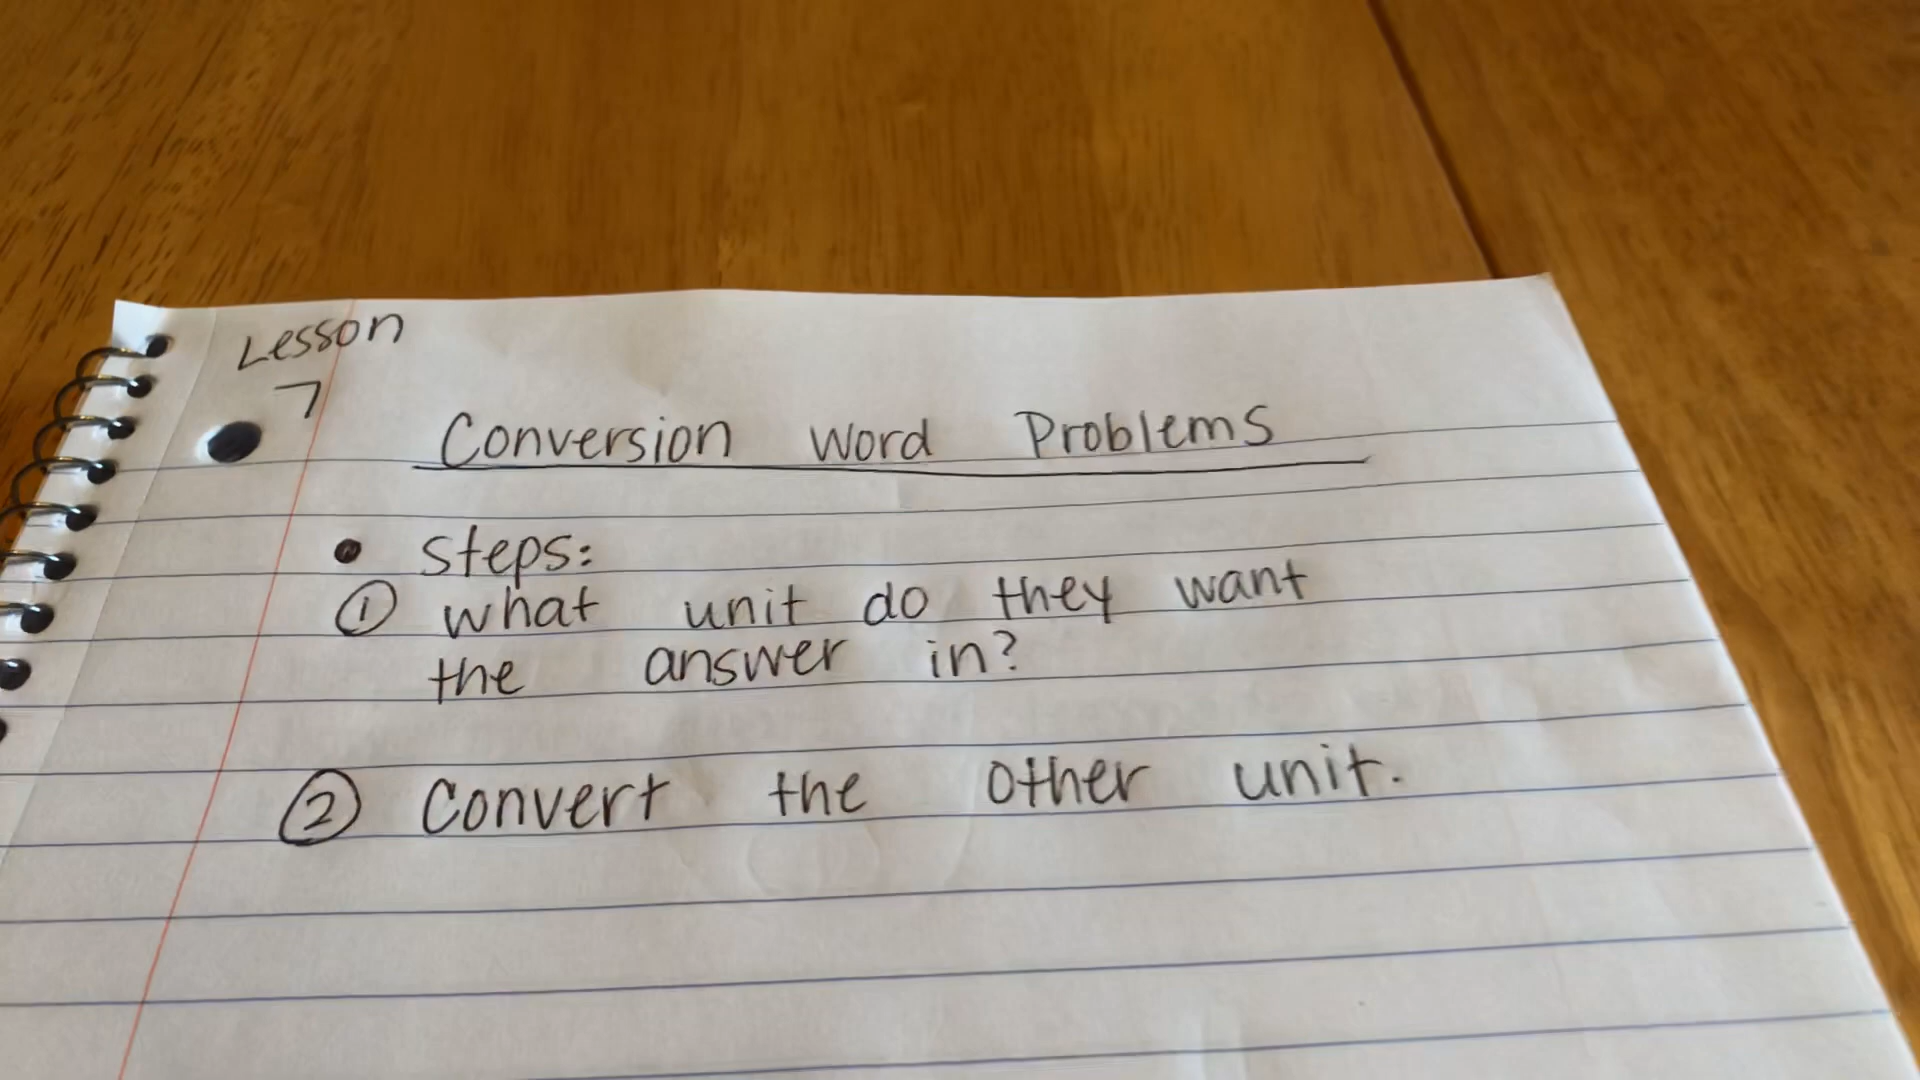 Lesson
7
Conversion Word Problems
• steps:
① what unit do they want
the answer in?
② Convert the other unit.